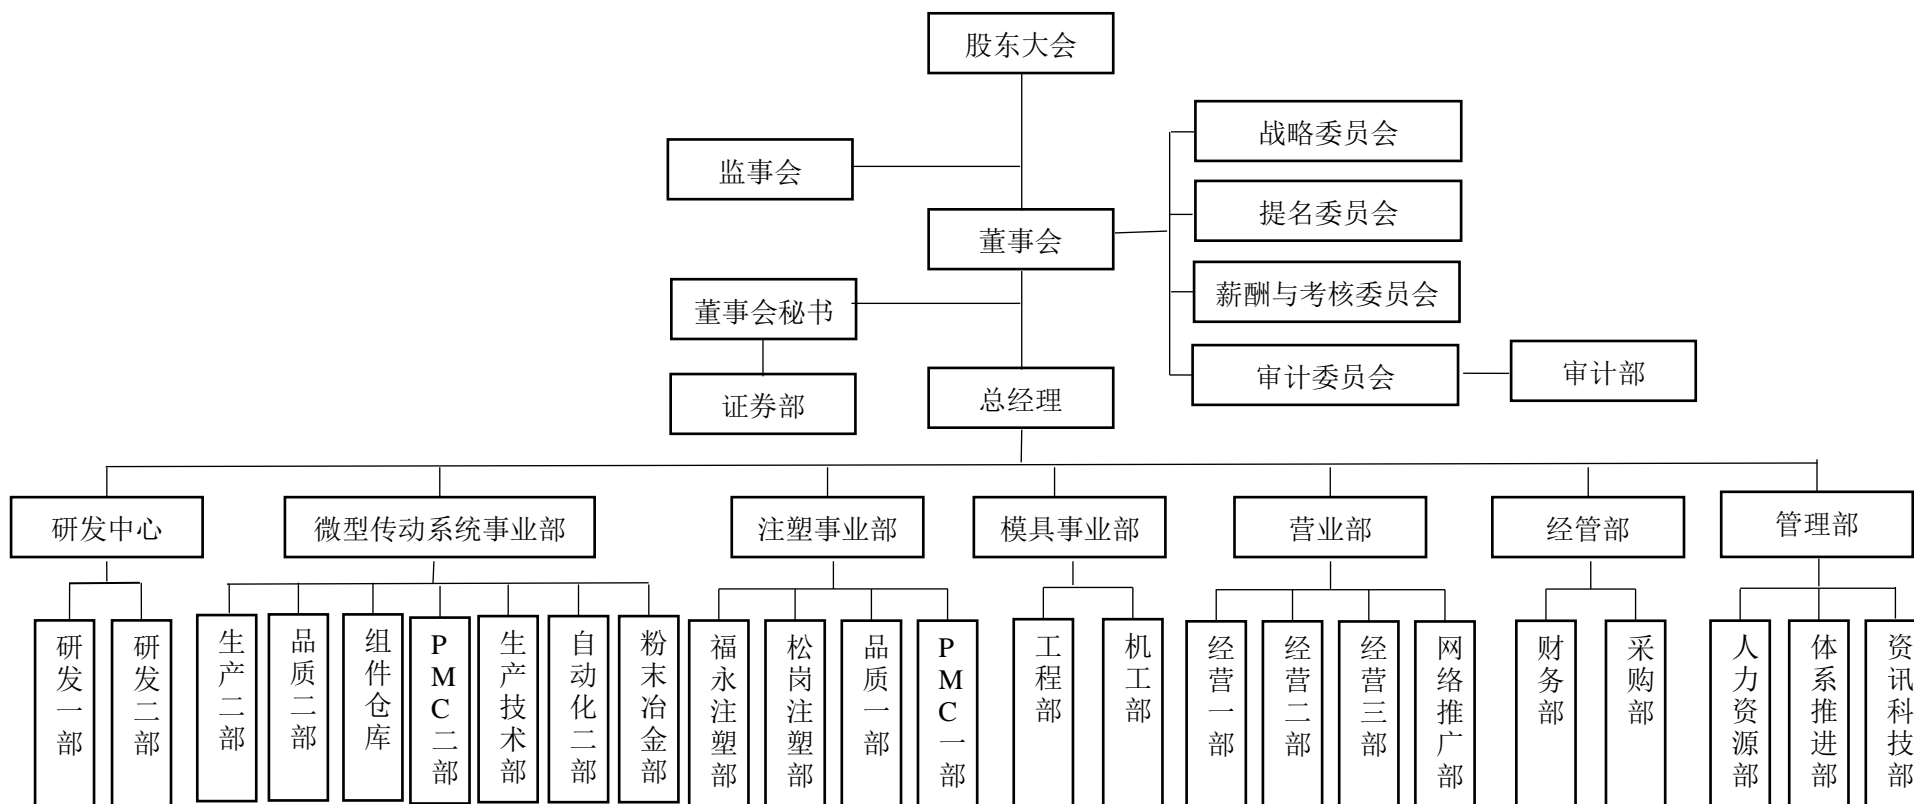 股东大会
监事会
战略委员会
提名委员会
董事会
薪酬与考核委员会
董事会秘书
审计委员会
审计部
证券部
总经理
研发中心
微型传动系统事业部
注塑事业部
模具事业部
营业部
经管部
管理部
研发一部
研发二部
生产二部
品质二部
组件仓库
PMC二部
生产技术部
自动化二部
粉末冶金部
福永注塑部
松岗注塑部
品质一部
PMC一部
工程部
机工部
经营一部
经营二部
经营三部
网络推广部
财务部
采购部
人力资源部
体系推进部
资讯科技部